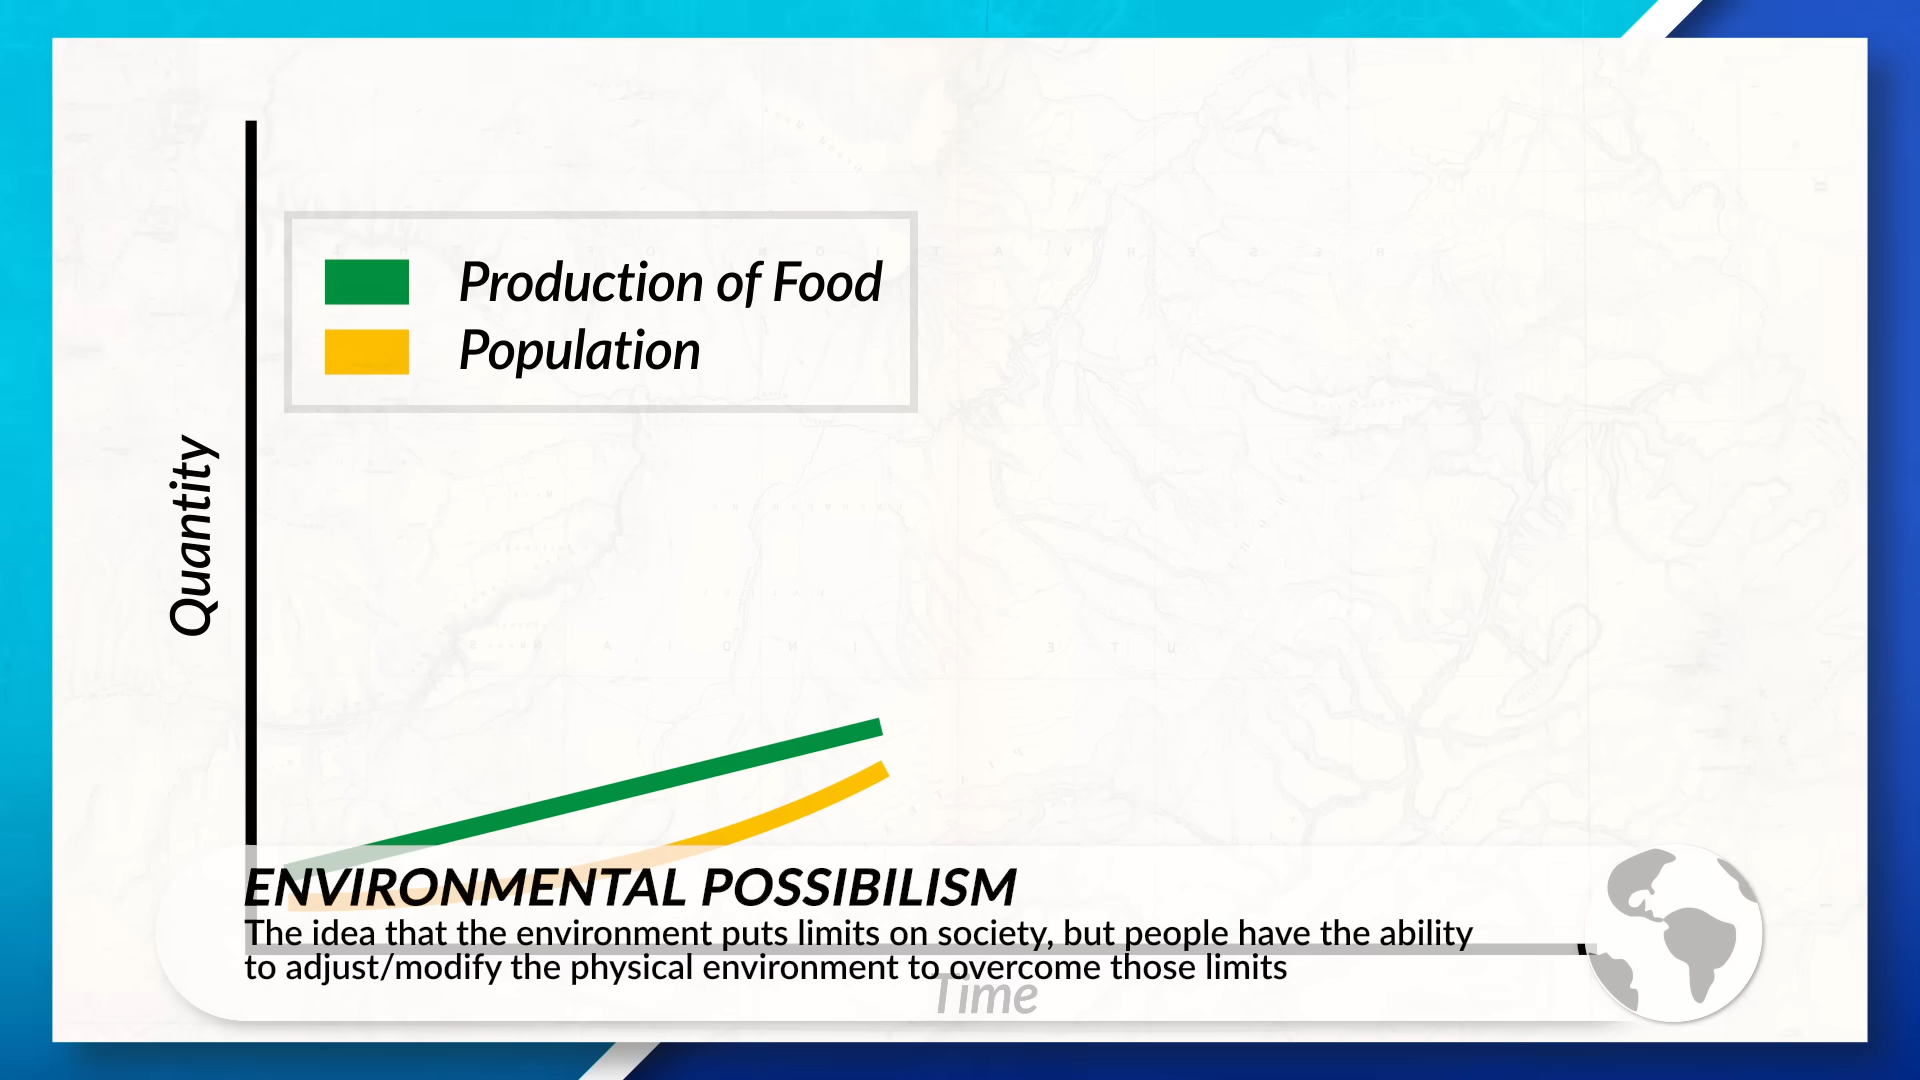 Production of Food
Population
Quantity
ENVIRONMENTAL POSSIBILISM
The idea that the environment puts limits on society, but people have the ability
to adjust/modify the physical environment to overcome those limits
Time